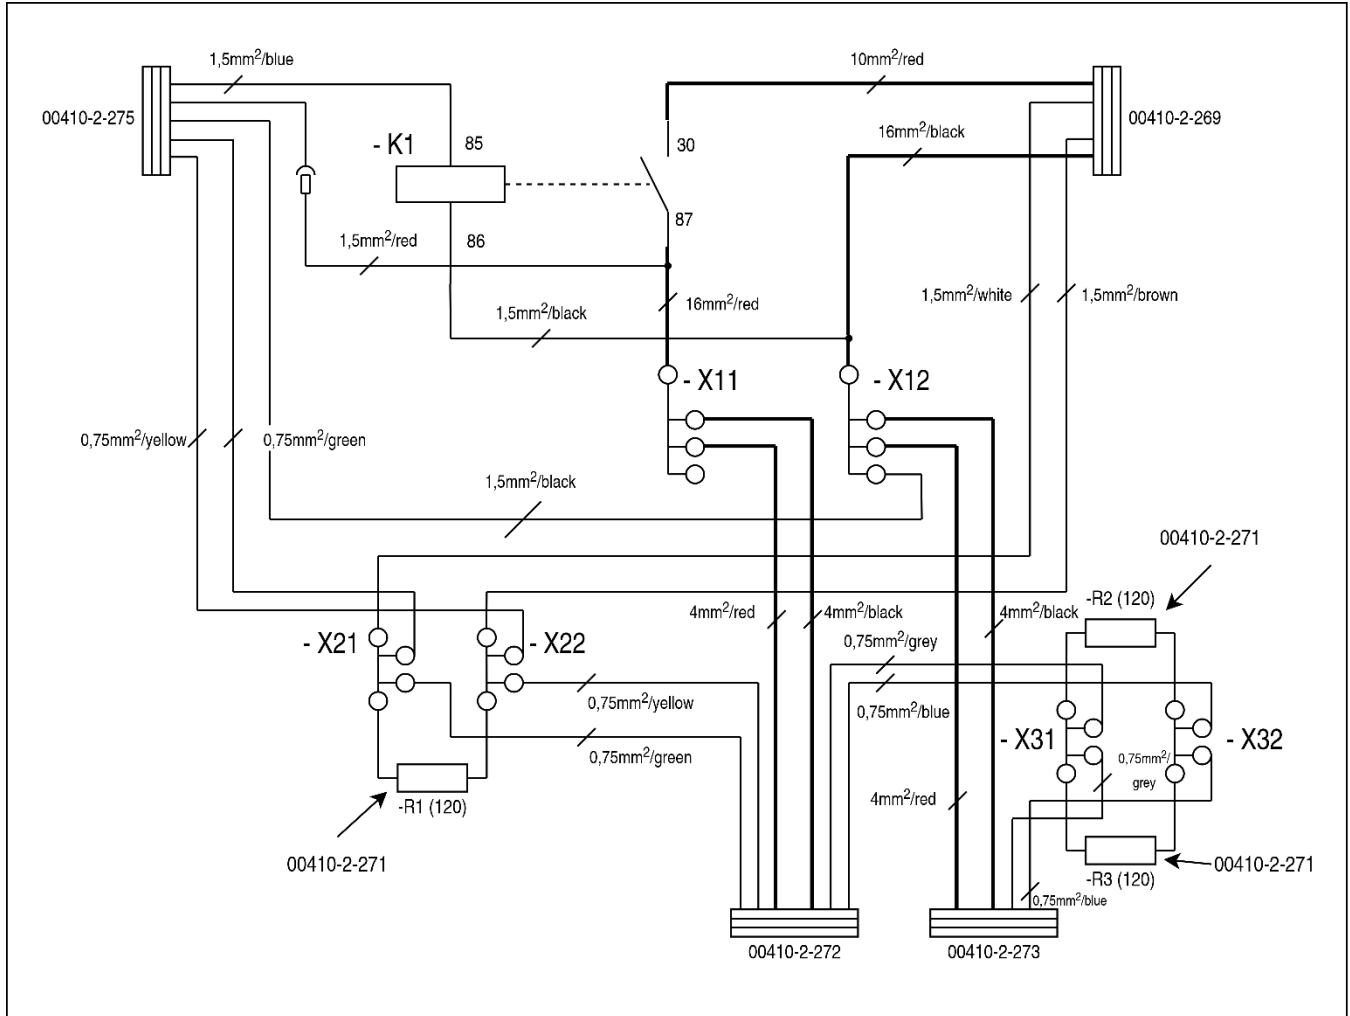 1,5mm²/blue
10mm²/red
00410-2-275
00410-2-269
- K1
85
30
16mm²/black
87
1,5mm²/red
86
1,5mm²/white
1,5mm²/brown
16mm²/red
1,5mm²/black
- X11
- X12
0,75mm²/yellow
0,75mm²/green
1,5mm²/black
00410-2-271
-R2 (120)
4mm²/red
4mm²/black
4mm²/black
0,75mm²/grey
- X21
- X22
0,75mm²/yellow
0,75mm²/blue
- X31
- X32
0,75mm²/green
0,75mm²/
grey
4mm²/red
-R1 (120)
00410-2-271
00410-2-271
-R3 (120)
0,75mm²/blue
00410-2-272
00410-2-273